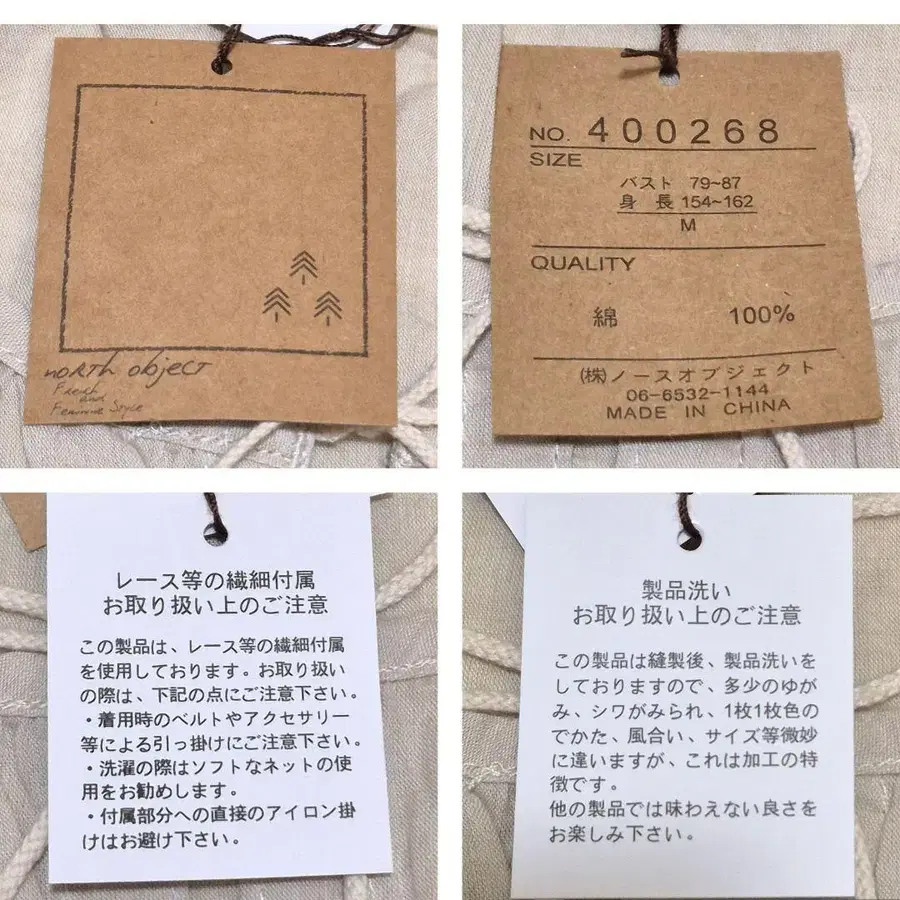 north object
French
and
Feminine Style
NO. 400268
SIZE
バスト 79~87
身長 154~162
M
QUALITY
綿 100%
(株)ノースオブジェクト
06-6532-1144
MADE IN CHINA
レース等の繊細付属
お取り扱い上のご注意
この製品は、レース等の繊細付属
を使用しております。お取り扱い
の際は、下記の点にご注意下さい。
・着用時のベルトやアクセサリー
等による引っ掛けにご注意下さい。
・洗濯の際はソフトなネットの使
用をお勧めします。
・付属部分への直接のアイロン掛
けはお避け下さい。
製品洗い
お取り扱い上のご注意
この製品は縫製後、製品洗いを
しておりますので、多少のゆが
み、シワがみられ、1枚1枚色の
でかた、風合い、サイズ等微妙
に違いますが、これは加工の特
徴です。
他の製品では味わえない良さを
お楽しみ下さい。